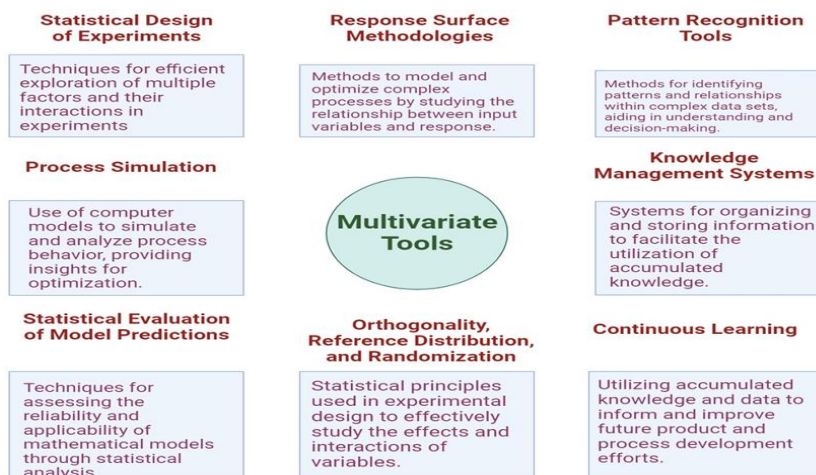 Statistical Design
of Experiments
Techniques for efficient
exploration of multiple
factors and their
interactions in
experiments
Response Surface
Methodologies
Methods to model and
optimize complex
processes by studying the
relationship between input
variables and response.
Pattern Recognition
Tools
Methods for identifying
patterns and relationships
within complex data sets,
aiding in understanding and
decision-making.
Process Simulation
Use of computer
models to simulate
and analyze process
behavior, providing
insights for
optimization.
Multivariate
Tools
Knowledge
Management Systems
Systems for organizing
and storing information
to facilitate the
utilization of
accumulated
knowledge.
Statistical Evaluation
of Model Predictions
Techniques for
assessing the
reliability and
applicability of
mathematical models
through statistical
analysis
Orthogonality,
Reference Distribution,
and Randomization
Statistical principles
used in experimental
design to effectively
study the effects and
interactions of
variables.
Continuous Learning
Utilizing accumulated
knowledge and data to
inform and improve
future product and
process development
efforts.